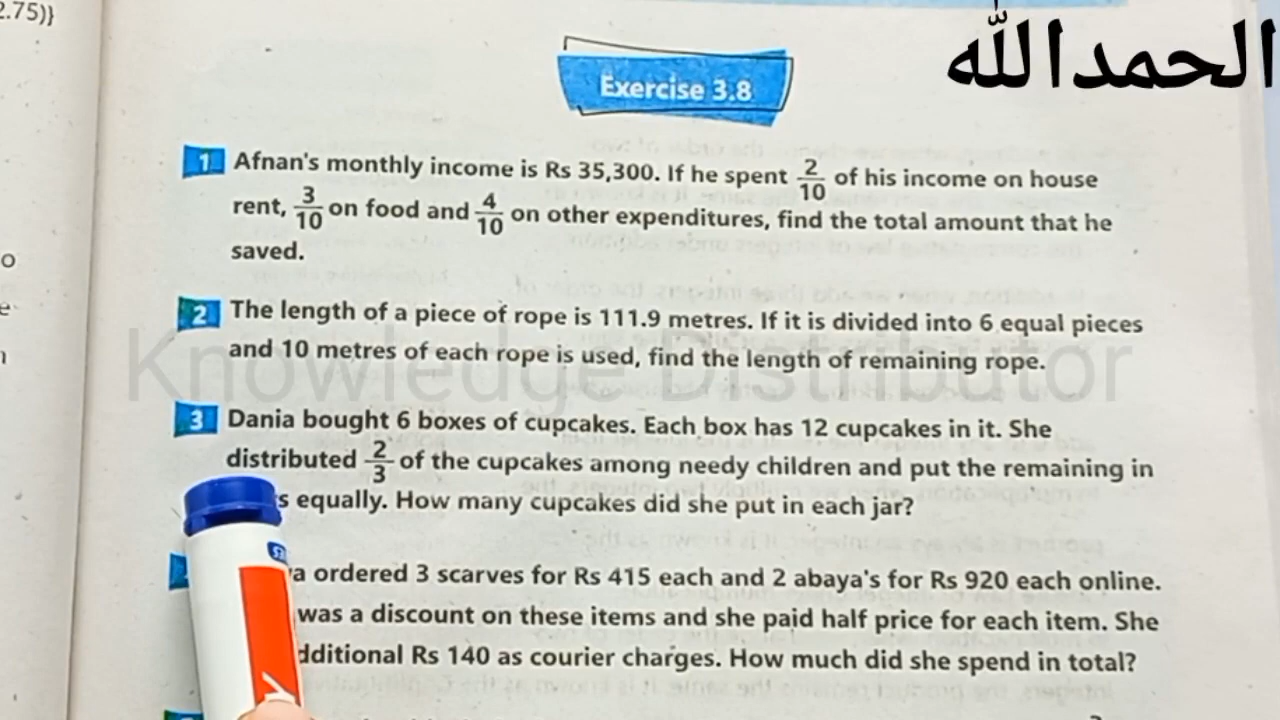 2.75)}
الحمدالله
Exercise 3.8
1 Afnan's monthly income is Rs 35,300. If he spent 2/10 of his income on house
rent, 3/10 on food and 4/10 on other expenditures, find the total amount that he
saved.
2 The length of a piece of rope is 111.9 metres. If it is divided into 6 equal pieces
and 10 metres of each rope is used, find the length of remaining rope.
Knowledge Distributor
3 Dania bought 6 boxes of cupcakes. Each box has 12 cupcakes in it. She
distributed 2/3 of the cupcakes among needy children and put the remaining in
s equally. How many cupcakes did she put in each jar?
a ordered 3 scarves for Rs 415 each and 2 abaya's for Rs 920 each online.
was a discount on these items and she paid half price for each item. She
dditional Rs 140 as courier charges. How much did she spend in total?